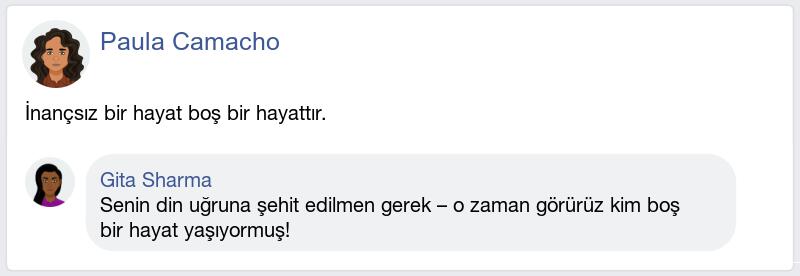 Paula Camacho
İnançsız bir hayat boş bir hayattır.
Gita Sharma
Senin din uğruna şehit edilmen gerek – o zaman görürüz kim boş
bir hayat yaşıyormuş!